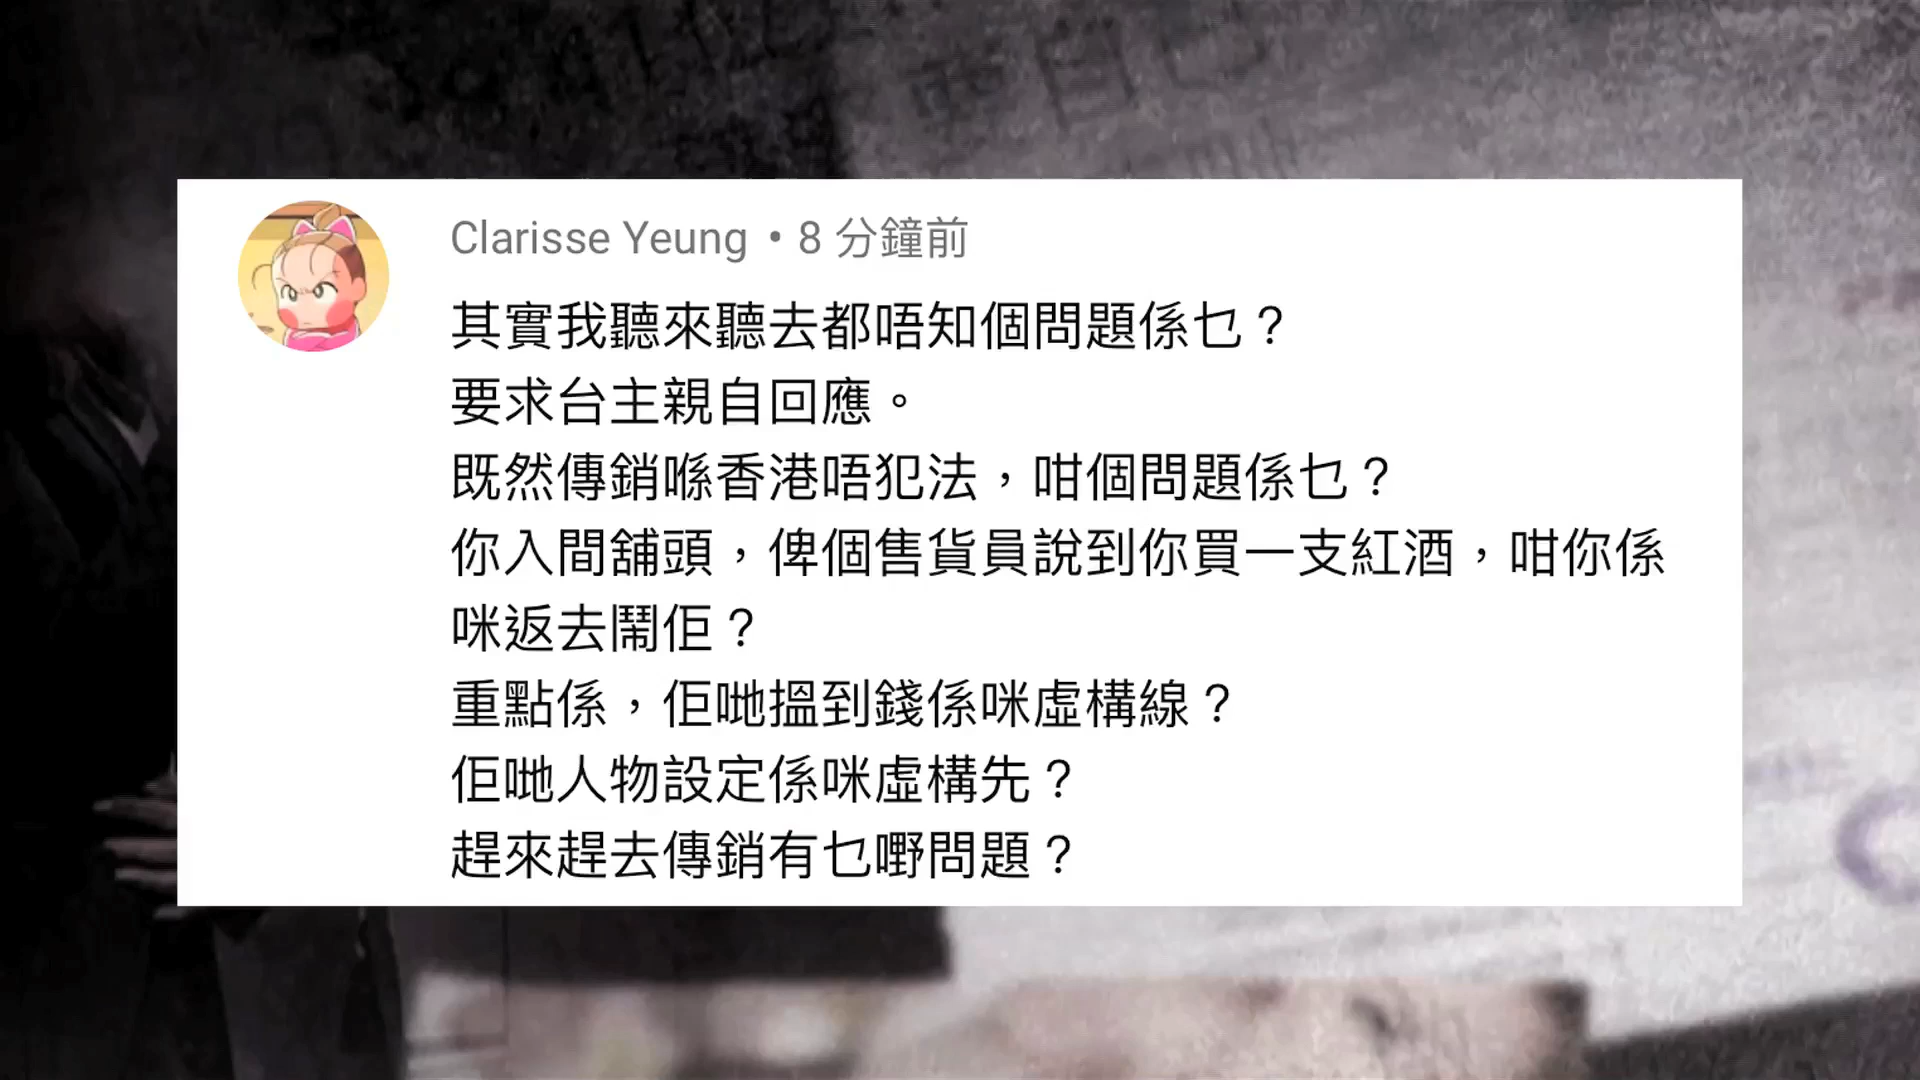 Clarisse Yeung • 8 分鐘前
其實我聽來聽去都唔知個問題係乜？
要求台主親自回應。
既然傳銷喺香港唔犯法，咁個問題係乜？
你入間舖頭，俾個售貨員說到你買一支紅酒，咁你係
咪返去鬧佢？
重點係，佢哋搵到錢係咪虛構線？
佢哋人物設定係咪虛構先？
趕來趕去傳銷有乜嘢問題？